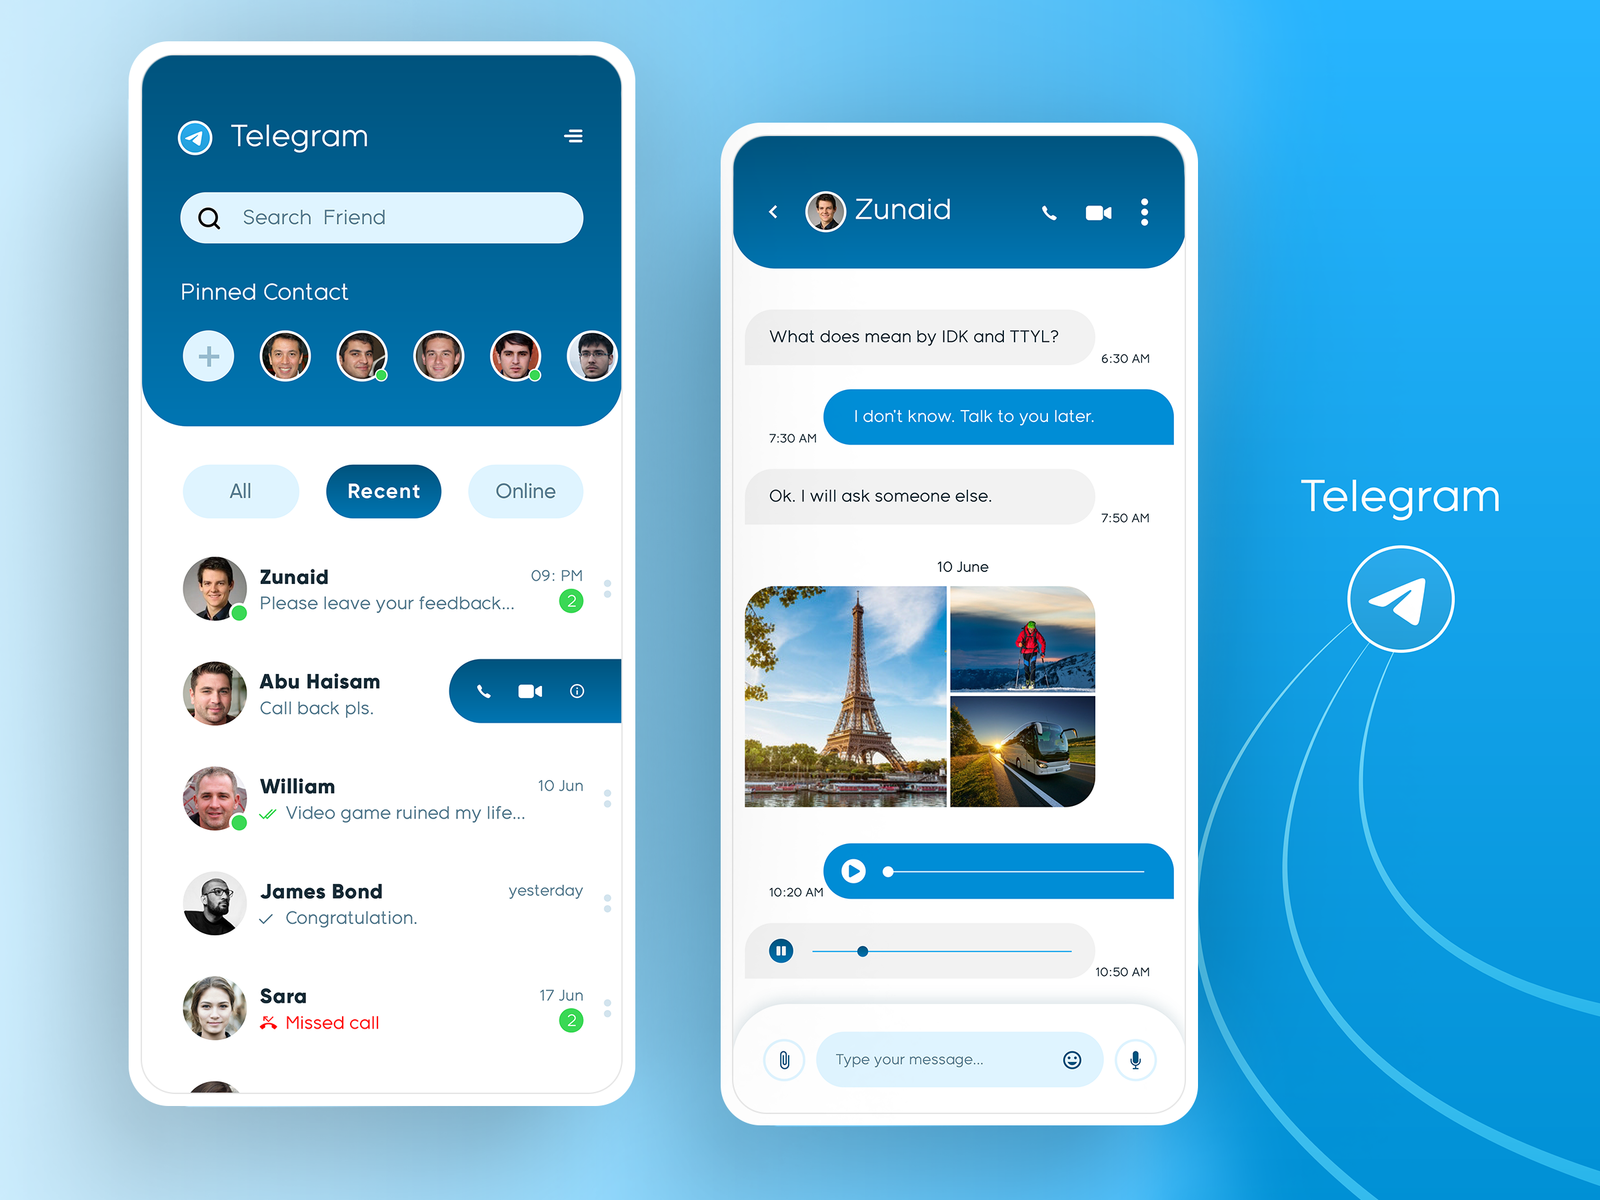 Telegram
Search Friend
Pinned Contact
All
Recent
Online
Zunaid
09: PM
Please leave your feedback...
2
Abu Haisam
Call back pls.
William
10 Jun
Video game ruined my life...
James Bond
yesterday
Congratulation.
Sara
17 Jun
Missed call
2
Zunaid
What does mean by IDK and TTYL?
6:30 AM
I don't know. Talk to you later.
7:30 AM
Ok. I will ask someone else.
7:50 AM
10 June
10:20 AM
10:50 AM
Type your message...
Telegram